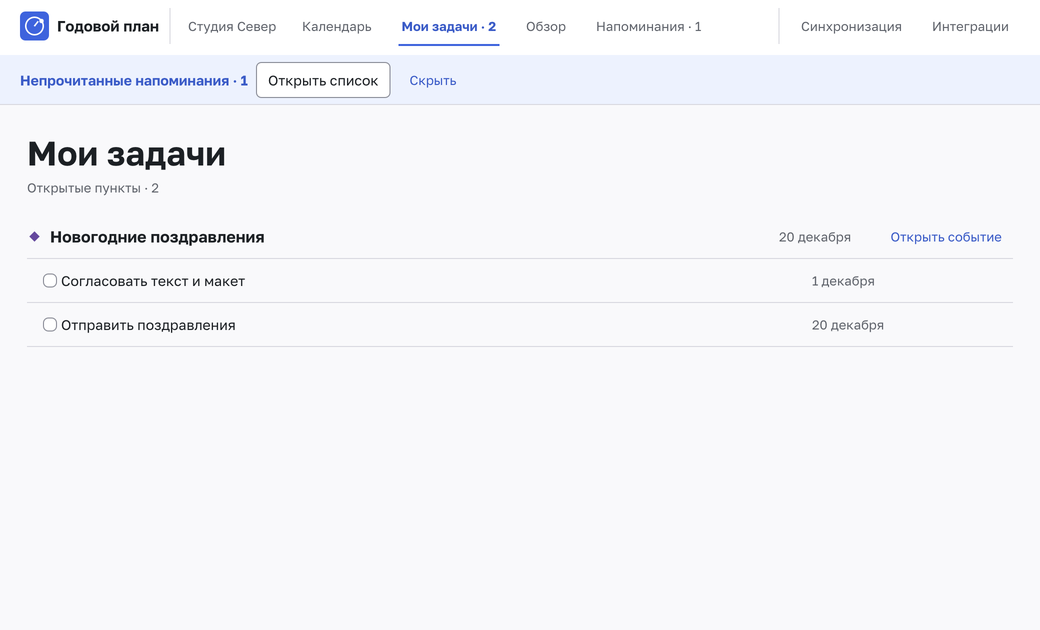 Годовой план
Студия Север
Календарь
Мои задачи · 2
Обзор
Напоминания · 1
Синхронизация
Интеграции
Непрочитанные напоминания · 1
Открыть список
Скрыть
Мои задачи
Открытые пункты · 2
Новогодние поздравления
20 декабря
Открыть событие
Согласовать текст и макет
1 декабря
Отправить поздравления
20 декабря